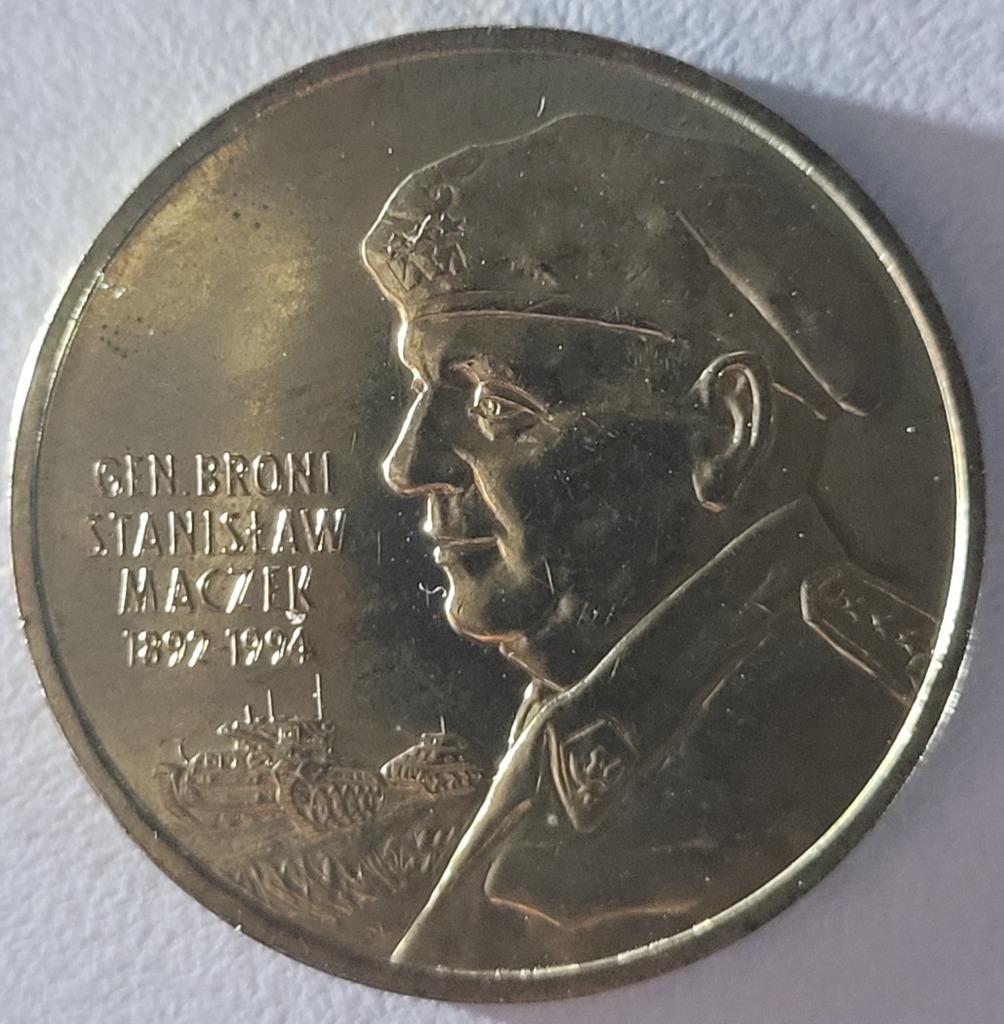 GEN. BRONI
STANISŁAW
MACZEK
1892-1994